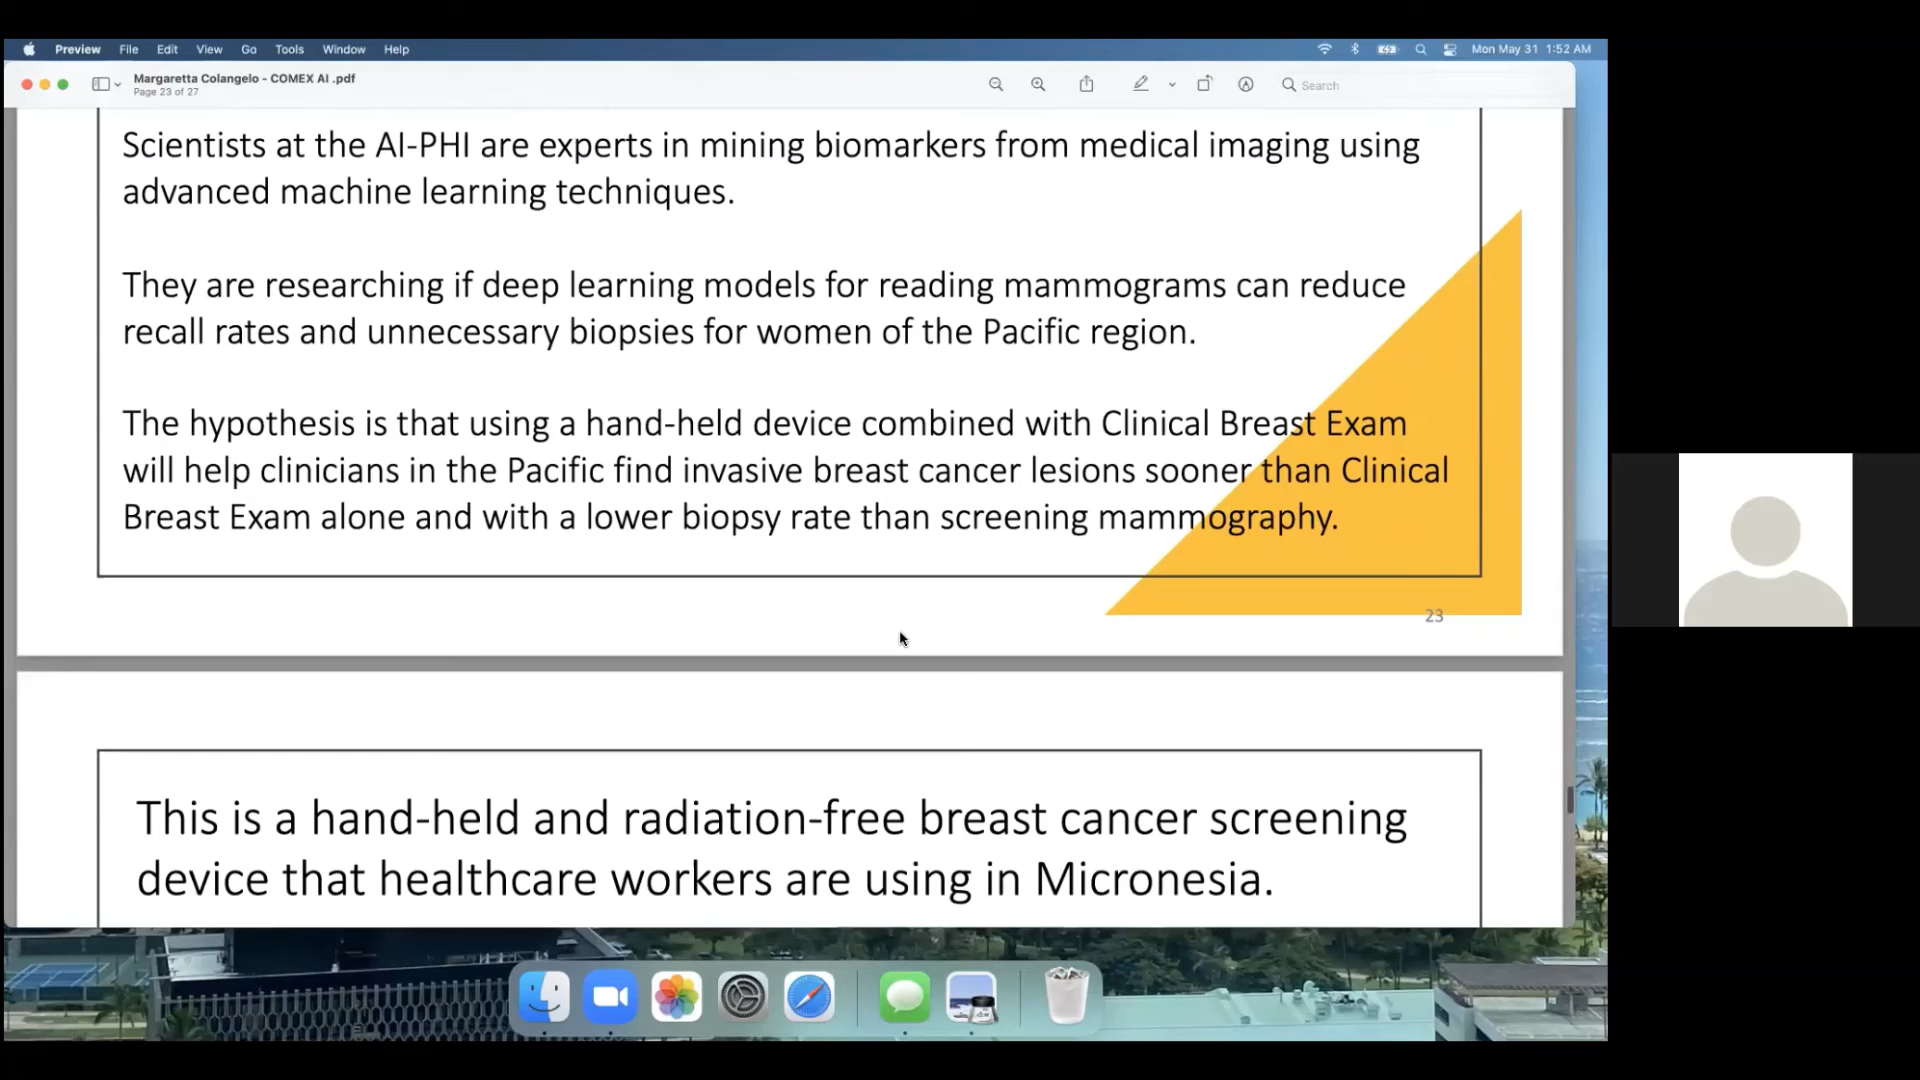 Preview File Edit View Go Tools Window Help Mon May 31 1:52 AM
Margaretta Colangelo - COMEX AI .pdf
Page 23 of 27
Search
Scientists at the AI-PHI are experts in mining biomarkers from medical imaging using
advanced machine learning techniques.
They are researching if deep learning models for reading mammograms can reduce
recall rates and unnecessary biopsies for women of the Pacific region.
The hypothesis is that using a hand-held device combined with Clinical Breast Exam
will help clinicians in the Pacific find invasive breast cancer lesions sooner than Clinical
Breast Exam alone and with a lower biopsy rate than screening mammography.
23
This is a hand-held and radiation-free breast cancer screening
device that healthcare workers are using in Micronesia.